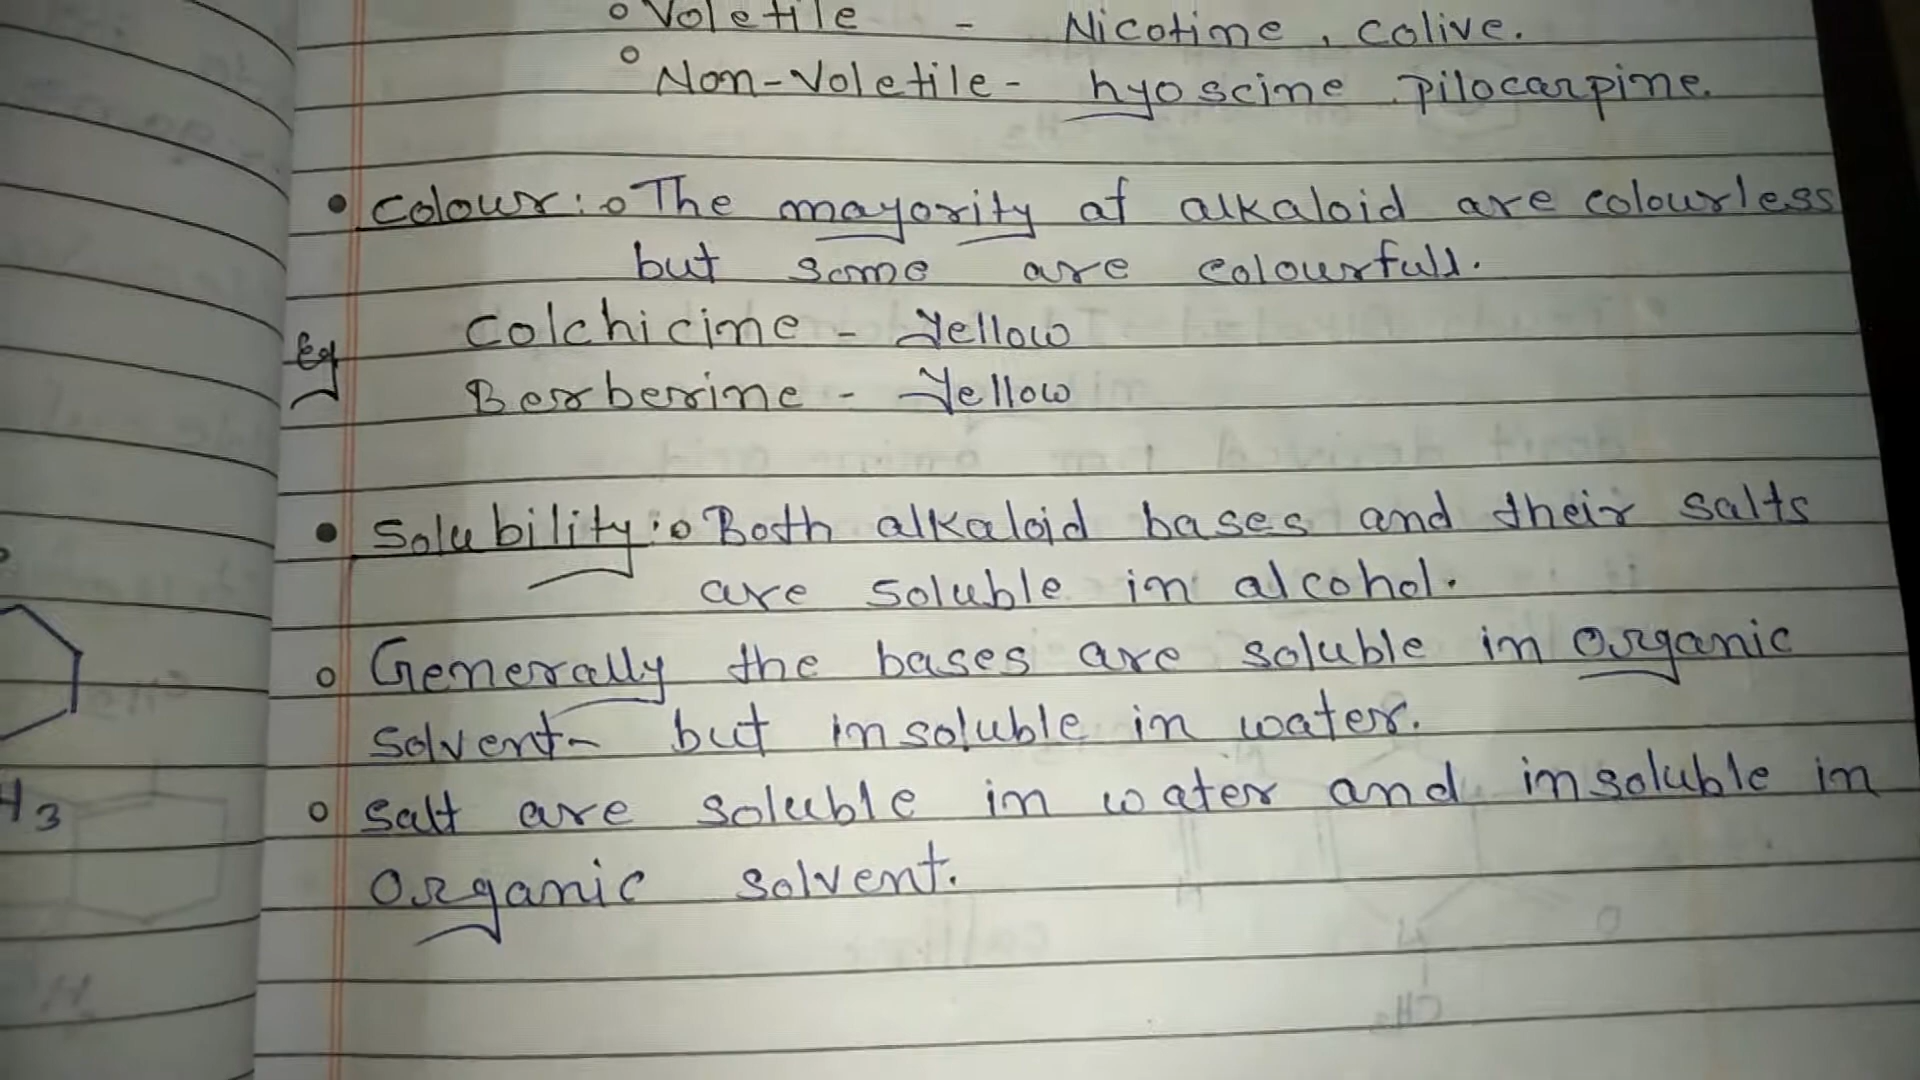 o Voletile - Nicotine, colive.
o Non-Voletile - hyoscine pilocarpine.
• Colour :o The mayority of alkaloid are colourless
but some are colourfull.
Eg Colchicine - Yellow
Berberine - Yellow
• Solubility :o Both alkaloid bases and their salts
are soluble in alcohol.
o Generally the bases are soluble in organic
solvent - but insoluble in water.
o Salt are soluble in water and insoluble in
organic solvent.
H3